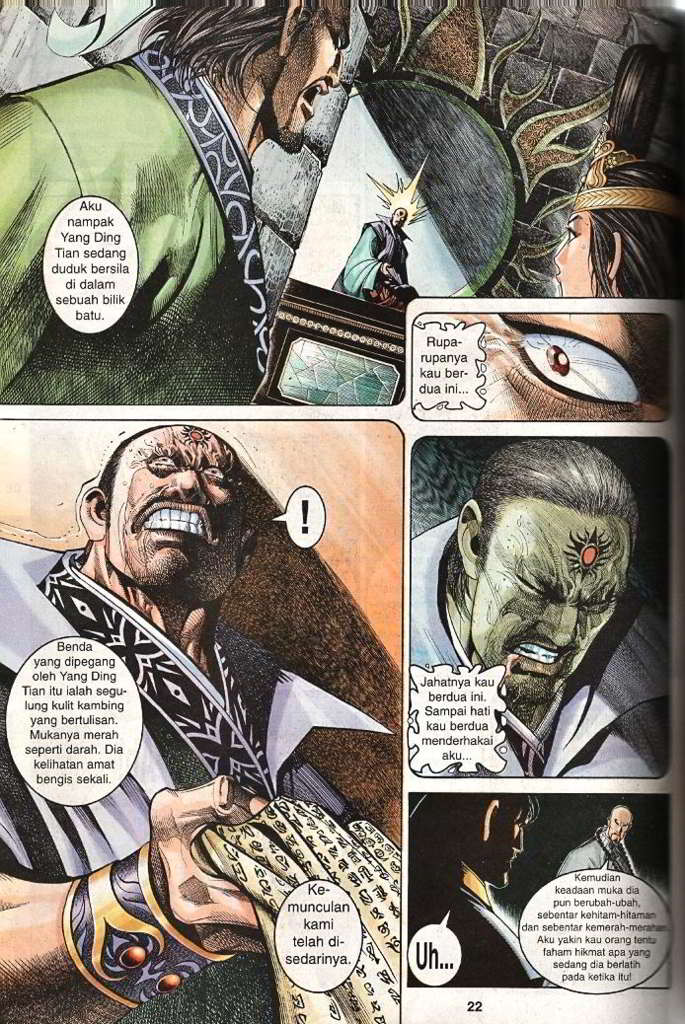 Aku
nampak
Yang Ding
Tian sedang
duduk bersila
di dalam
sebuah bilik
batu.
Rupa-
rupanya
kau ber-
dua ini...
!
Benda
yang dipegang
oleh Yang Ding
Tian itu ialah segu-
lung kulit kambing
yang bertulisan.
Mukanya merah
seperti darah. Dia
kelihatan amat
bengis sekali.
Jahatnya kau
berdua ini.
Sampai hati
kau berdua
menderhakai
aku...
Ke-
munculan
kami
telah di-
sedarinya.
Uh...
Kemudian
keadaan muka dia
pun berubah-ubah,
sebentar kehitam-hitaman
dan sebentar kemerah-merahan.
Aku yakin kau orang tentu
faham hikmat apa yang
sedang dia berlatih
pada ketika itu!
22